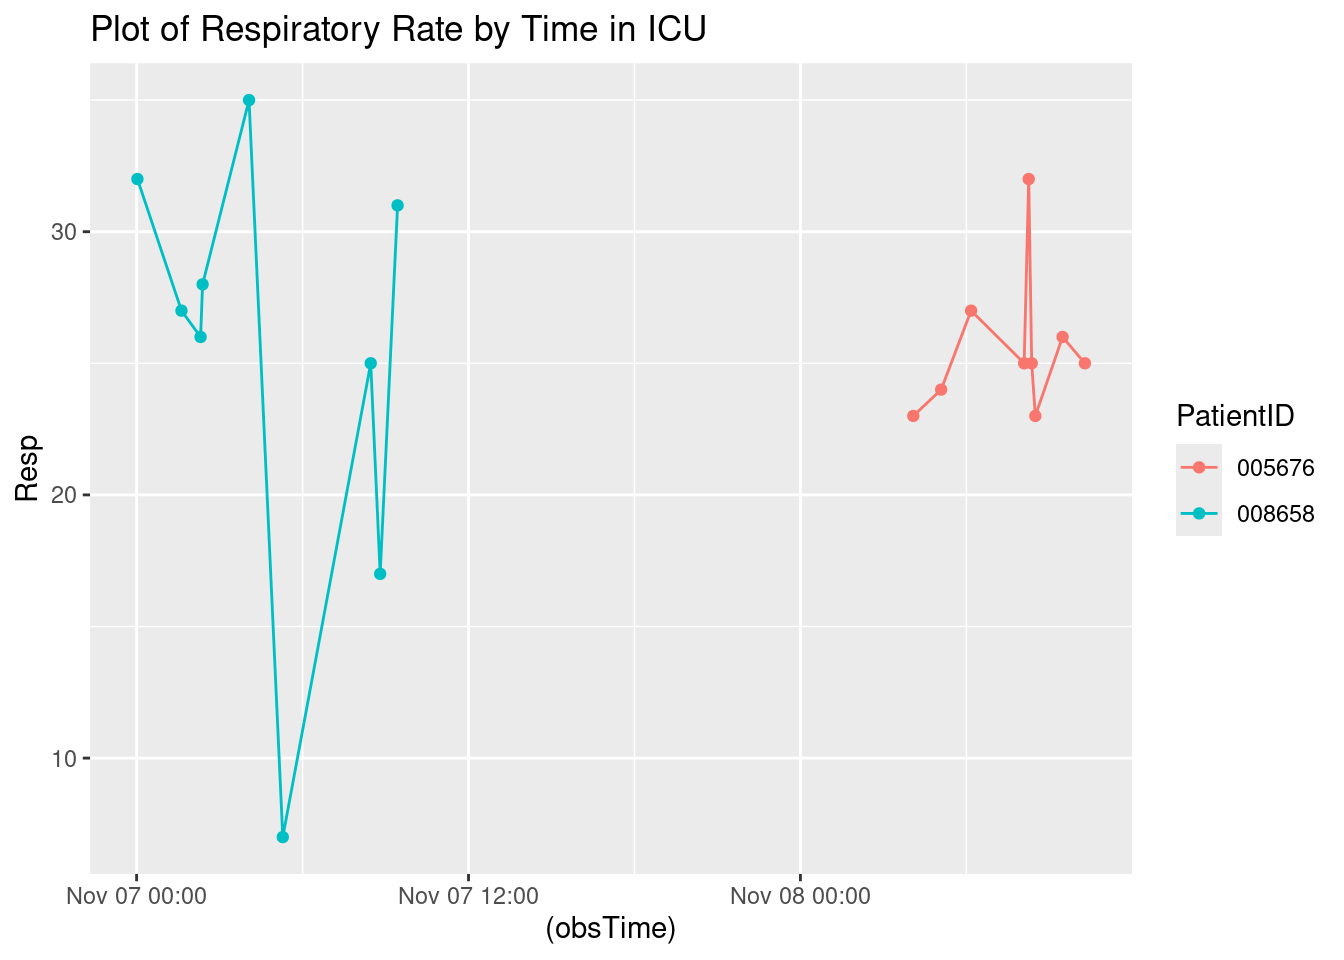 Plot of Respiratory Rate by Time in ICU
Resp
30
20
10
Nov 07 00:00
Nov 07 12:00
Nov 08 00:00
(obsTime)
PatientID
005676
008658